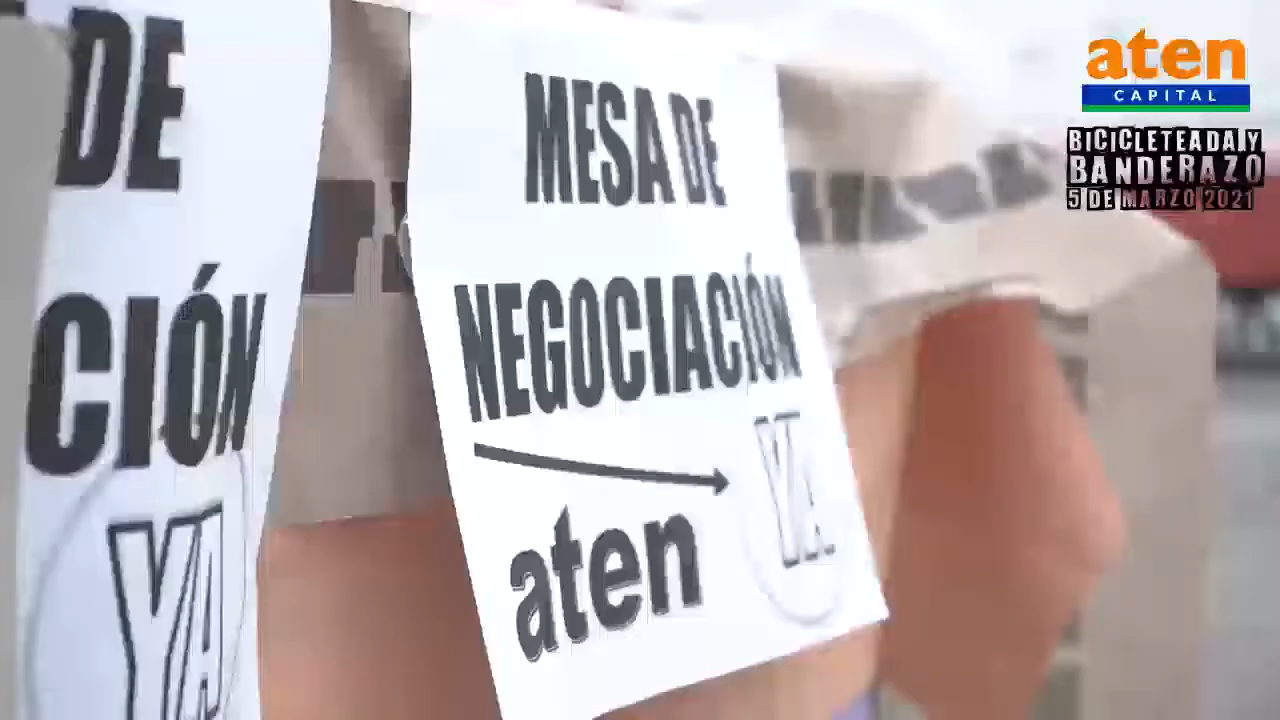 DE
CIÓN
YA
MESA DE
NEGOCIACIÓN
YA
aten
aten
CAPITAL
BICICLETEADA Y
BANDERAZO
5 DE MARZO 2021